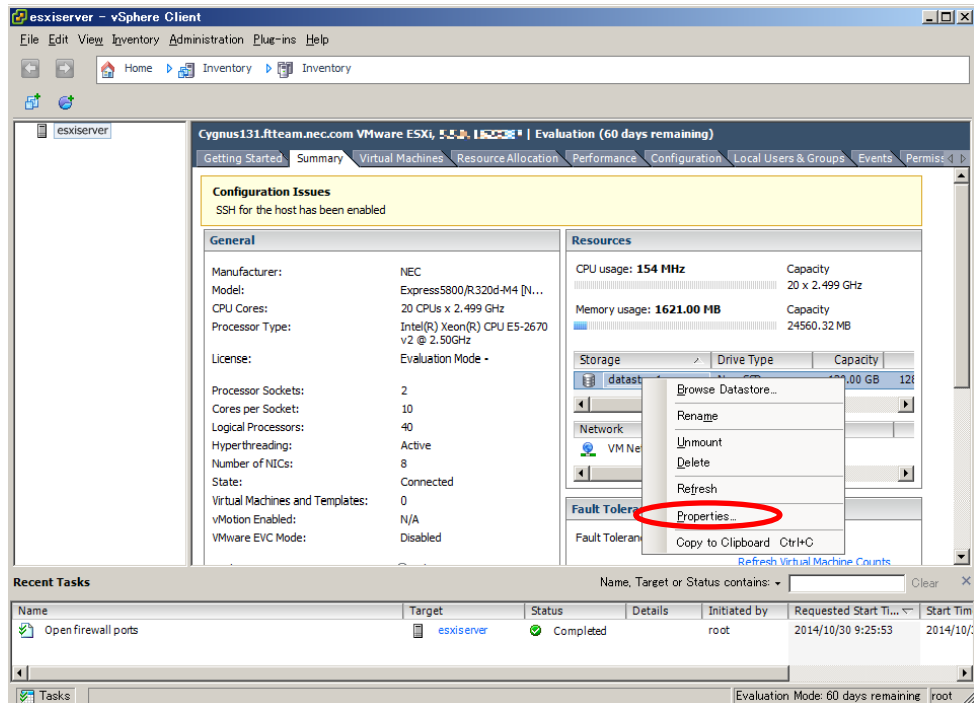 esxiserver - vSphere Client
File Edit View Inventory Administration Plug-ins Help
Home Inventory Inventory
esxiserver
Cygnus131.ftteam.nec.com VMware ESXi, | Evaluation (60 days remaining)
Getting Started Summary Virtual Machines Resource Allocation Performance Configuration Local Users & Groups Events
Configuration Issues
SSH for the host has been enabled
General
Manufacturer: NEC
Model: Express5800/R320d-M4 [N...
CPU Cores: 20 CPUs x 2.499 GHz
Processor Type: Intel(R) Xeon(R) CPU E5-2670
v2 @ 2.50GHz
License: Evaluation Mode -
Processor Sockets: 2
Cores per Socket: 10
Logical Processors: 40
Hyperthreading: Active
Number of NICs: 8
State: Connected
Virtual Machines and Templates: 0
vMotion Enabled: N/A
VMware EVC Mode: Disabled
Resources
CPU usage: 154 MHz Capacity
20 x 2.499 GHz
Memory usage: 1621.00 MB Capacity
24560.32 MB
Storage Drive Type Capacity
Network
Browse Datastore...
Rename
Unmount
Delete
Refresh
Properties...
Copy to Clipboard Ctrl+C
Refresh Virtual Machine Counts
Recent Tasks Name, Target or Status contains: Clear
Name Target Status Details Initiated by Requested Start Ti... Start Tim
Open firewall ports esxiserver Completed root 2014/10/30 9:25:53 2014/10/
Tasks Evaluation Mode: 60 days remaining root